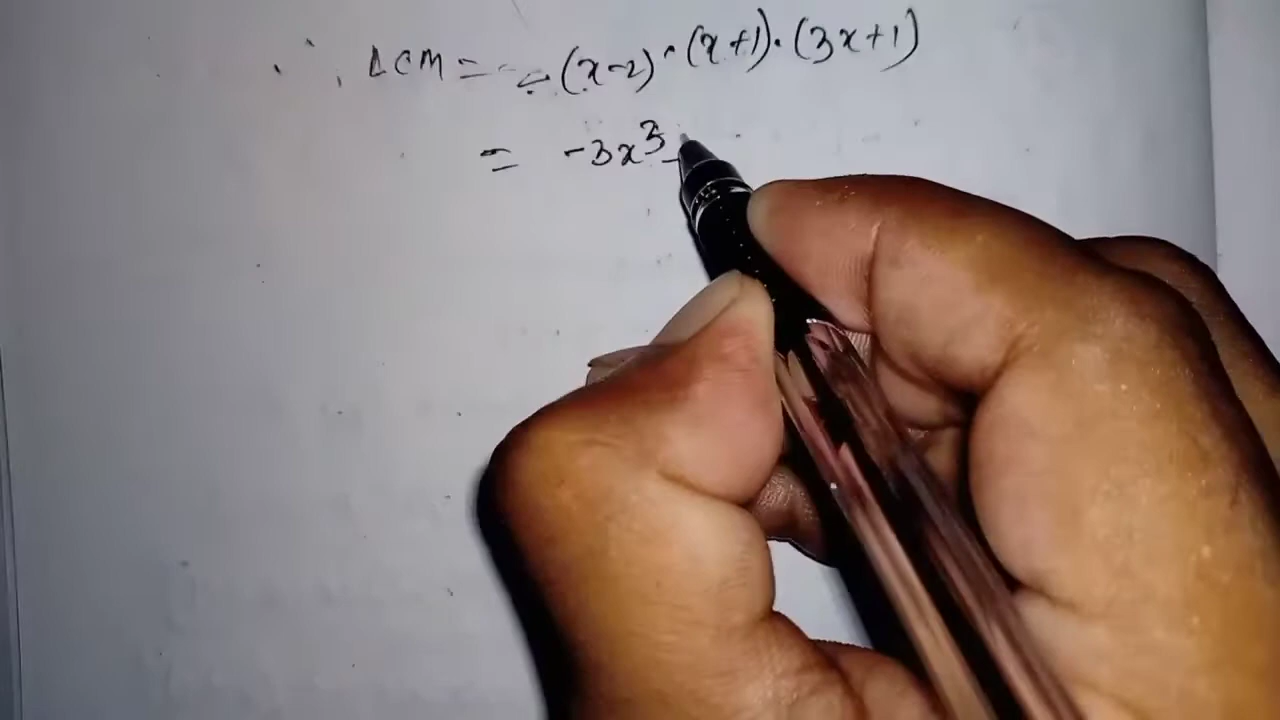 ∴ LCM = -(x-2)·(x+1)·(3x+1)
= -3x³